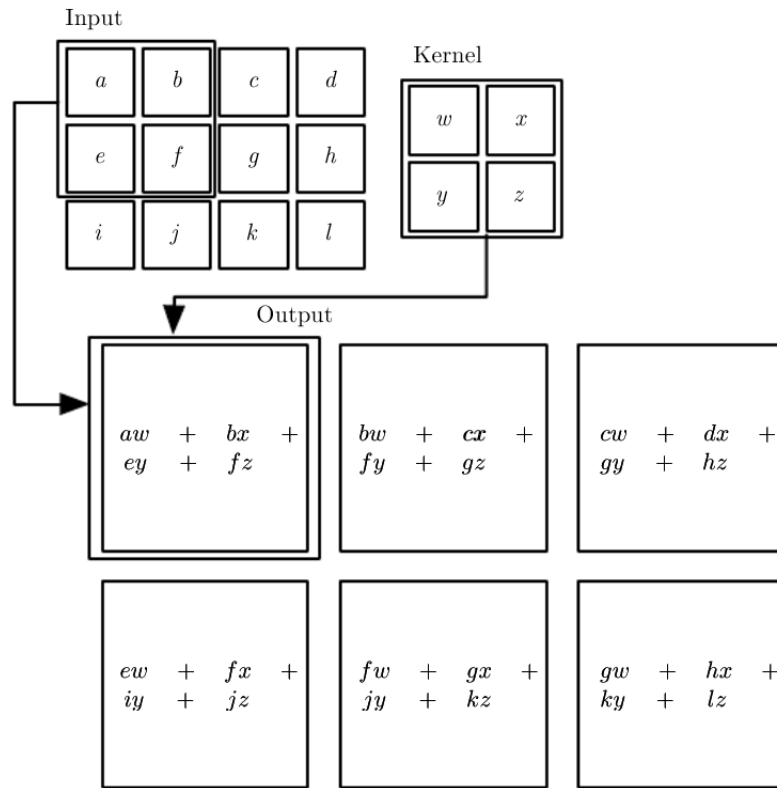 Input
a b c d
e f g h
i j k l
Kernel
w x
y z
Output
aw + bx +
ey + fz
bw + cx +
fy + gz
cw + dx +
gy + hz
ew + fx +
iy + jz
fw + gx +
jy + kz
gw + hx +
ky + lz